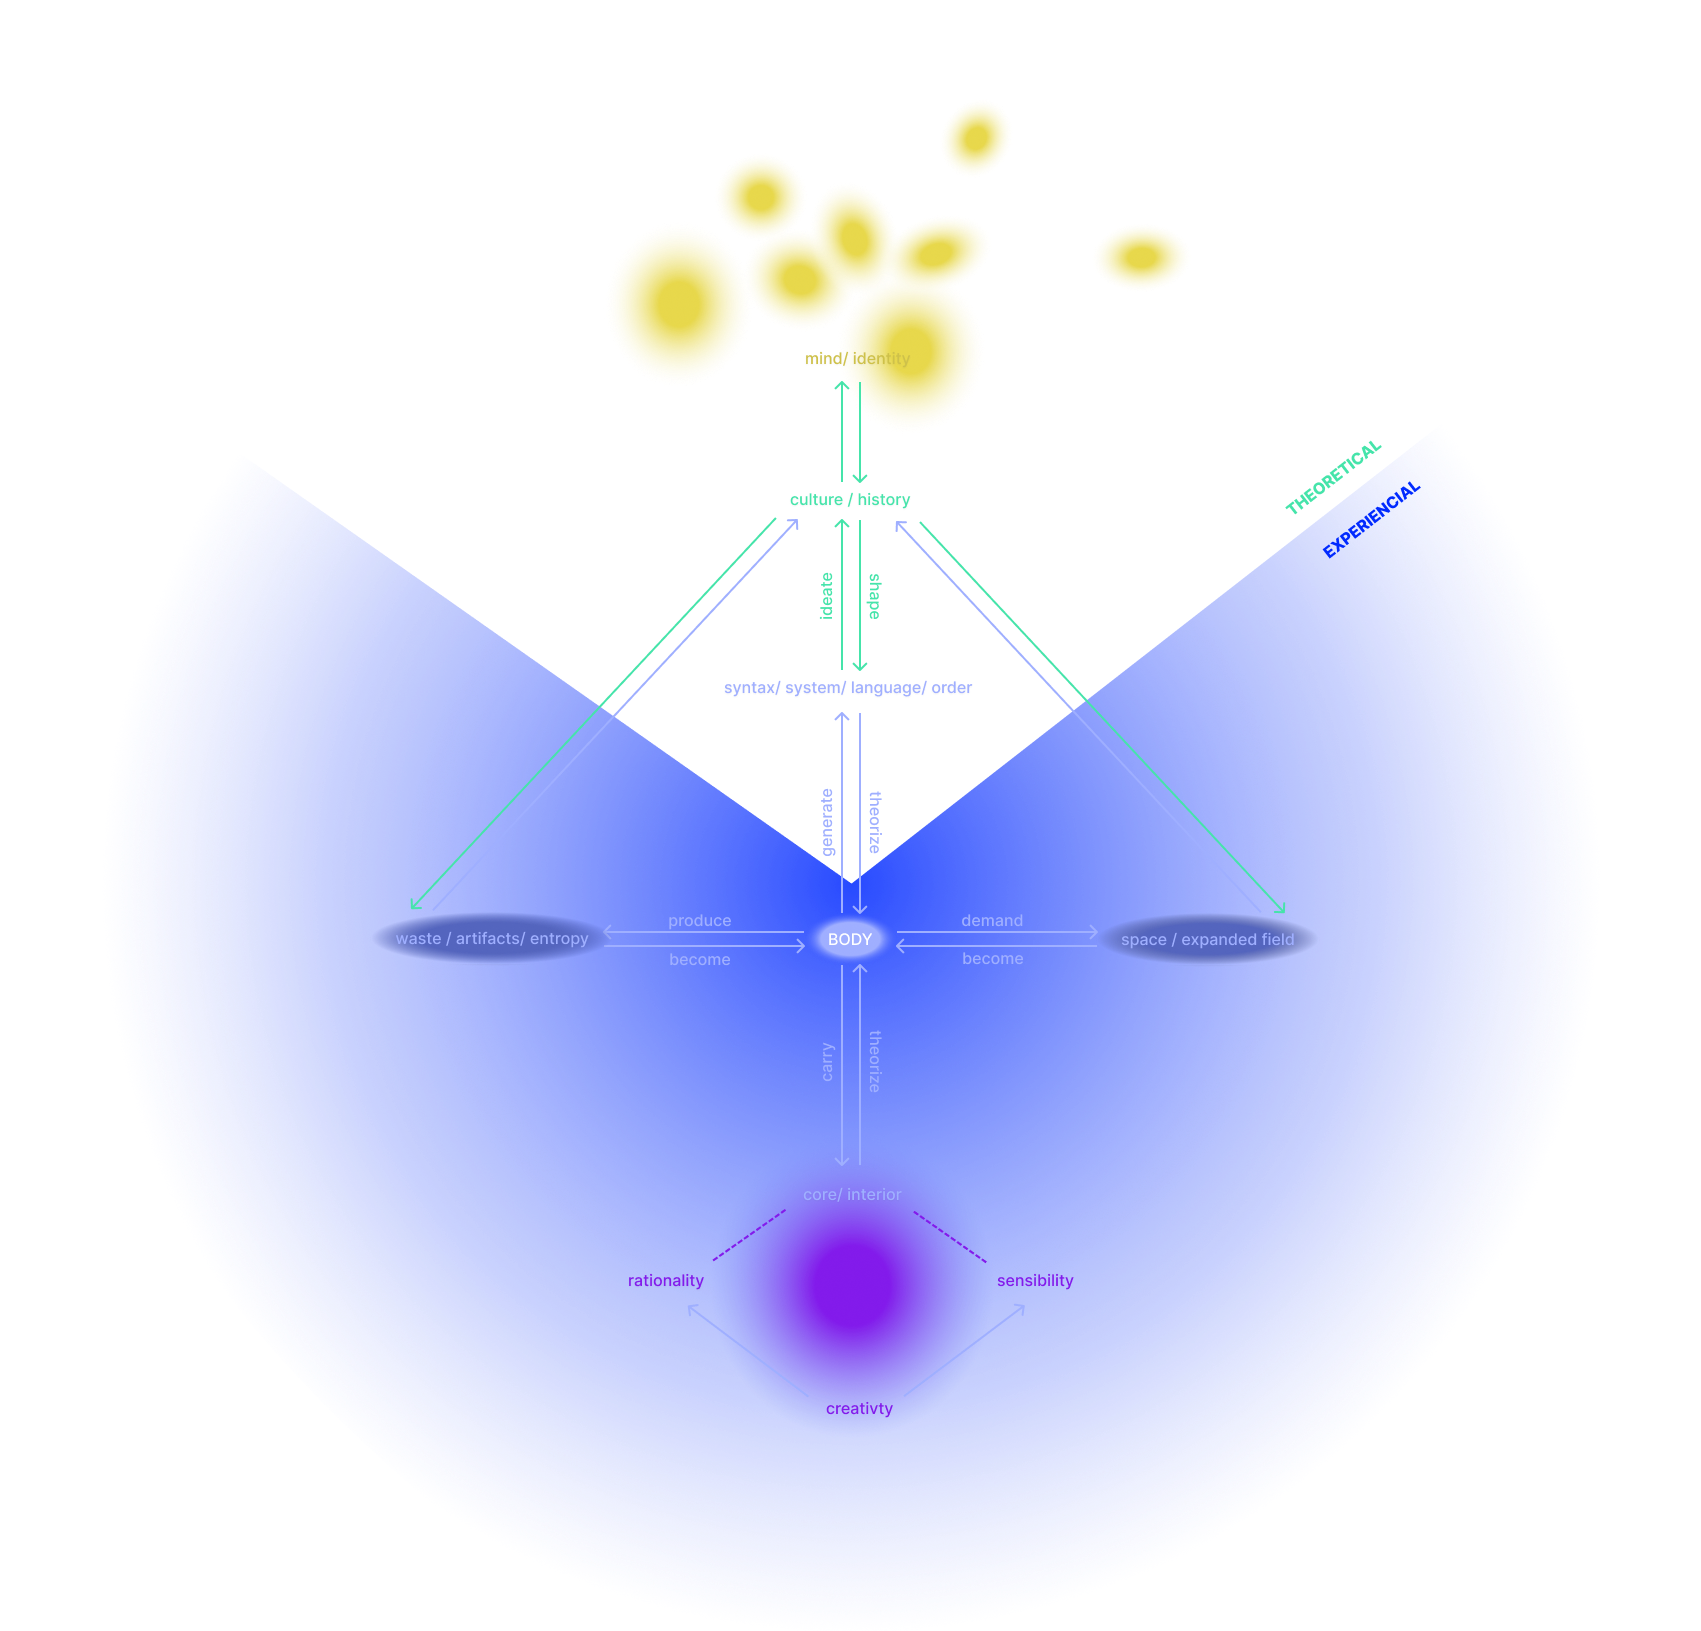 mind/ identity
THEORETICAL
EXPERIENCIAL
culture / history
ideate
shape
syntax/ system/ language/ order
generate
theorize
produce
demand
waste / artifacts/ entropy
BODY
space / expanded field
become
become
carry
theorize
core/ interior
rationality
sensibility
creativty